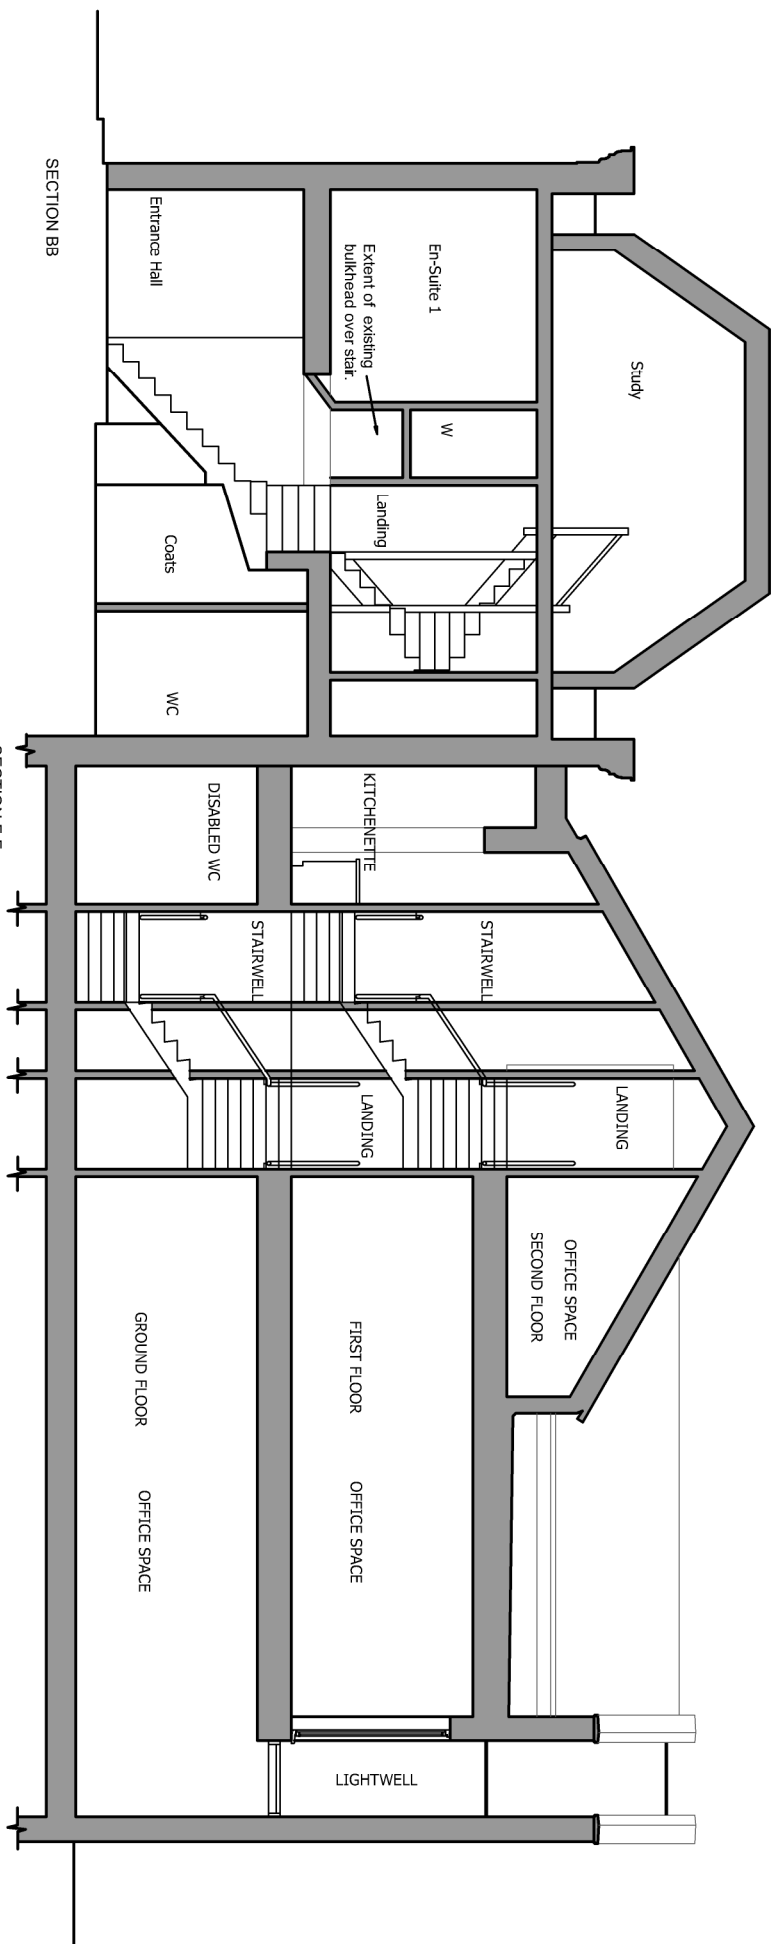 SECTION BB
Entrance Hall
En-Suite 1
Extent of existing
bulkhead over stair.
Study
W
Landing
Coats
WC
DISABLED WC
KITCHENETTE
STAIRWELL
STAIRWELL
LANDING
LANDING
OFFICE SPACE
SECOND FLOOR
FIRST FLOOR
OFFICE SPACE
GROUND FLOOR
OFFICE SPACE
LIGHTWELL